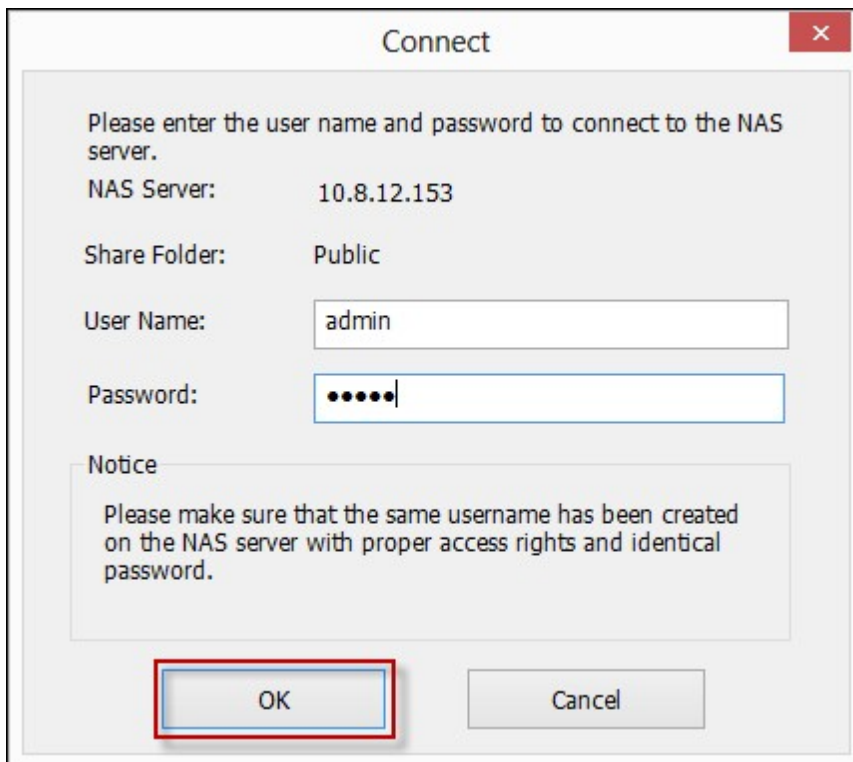 Connect
Please enter the user name and password to connect to the NAS
server.
NAS Server: 10.8.12.153
Share Folder: Public
User Name: admin
Password: •••••
Notice
Please make sure that the same username has been created
on the NAS server with proper access rights and identical
password.
OK Cancel